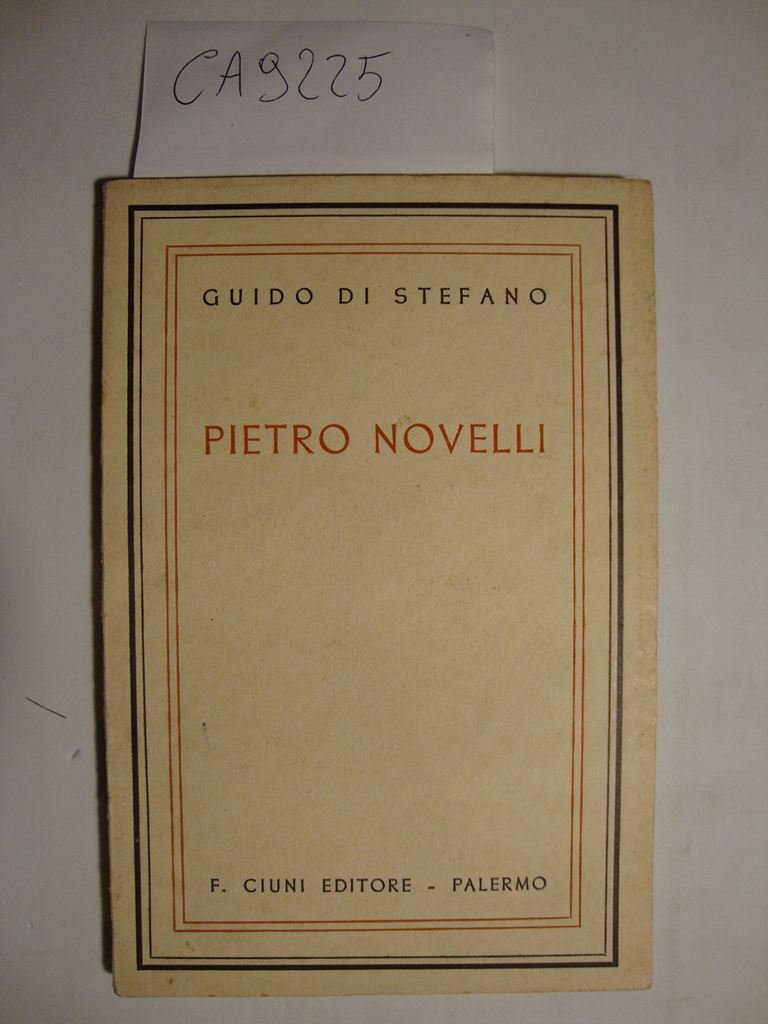 CA9225
GUIDO DI STEFANO
PIETRO NOVELLI
F. CIUNI EDITORE - PALERMO